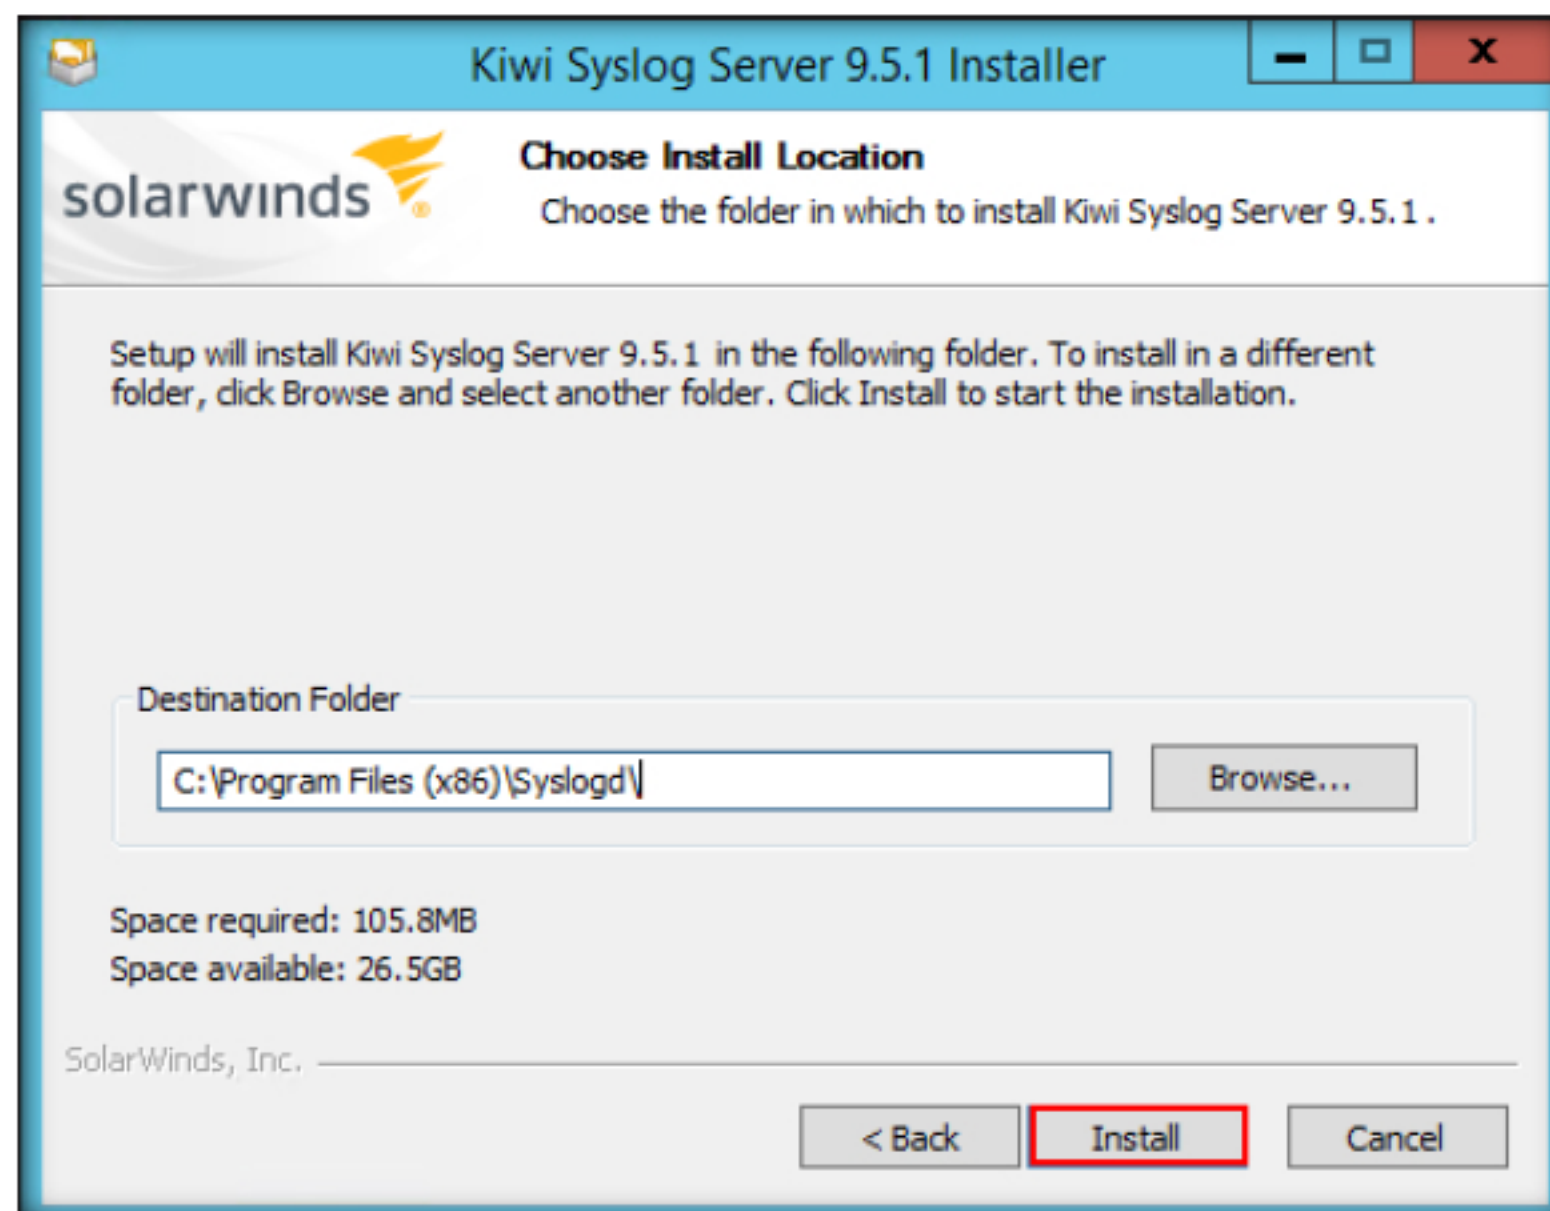 Kiwi Syslog Server 9.5.1 Installer
solarwinds
Choose Install Location
Choose the folder in which to install Kiwi Syslog Server 9.5.1 .
Setup will install Kiwi Syslog Server 9.5.1 in the following folder. To install in a different
folder, click Browse and select another folder. Click Install to start the installation.
Destination Folder
C:\Program Files (x86)\Syslogd\
Browse...
Space required: 105.8MB
Space available: 26.5GB
SolarWinds, Inc.
< Back
Install
Cancel